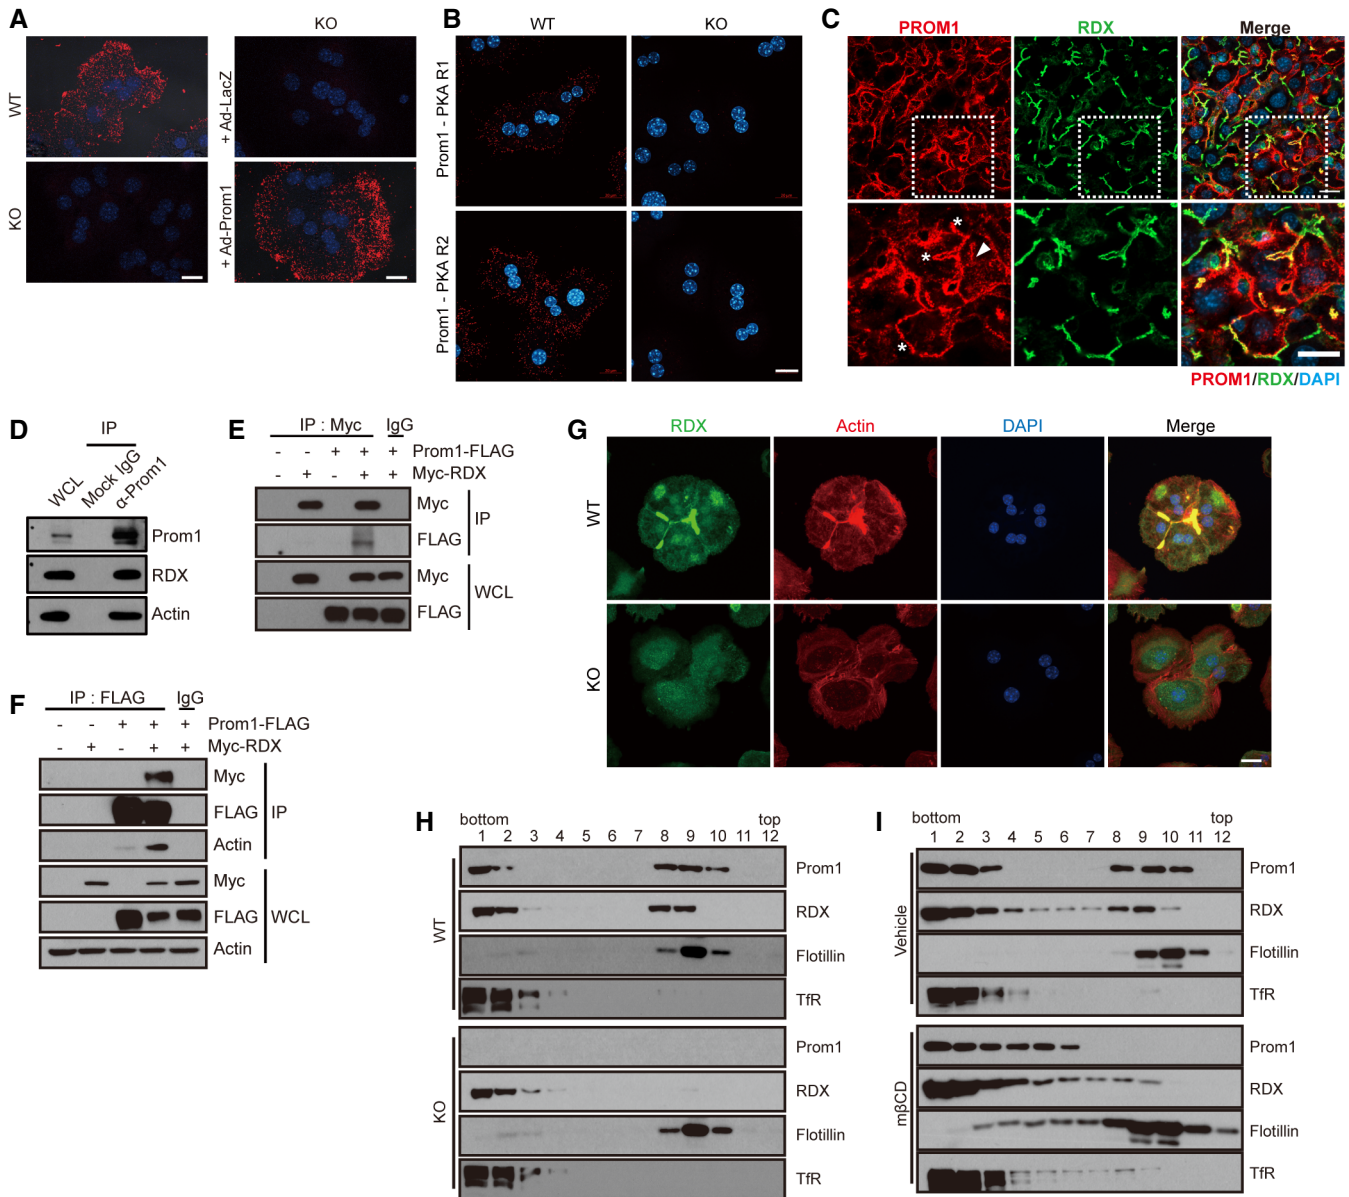 A
KO
WT
+ Ad-LacZ
KO
+ Ad-Prom1
B
WT KO
Prom1 - PKA R1
Prom1 - PKA R2
C
PROM1 RDX Merge
* * *
PROM1/RDX/DAPI
D
IP
WCL Mock IgG α-Prom1
Prom1
RDX
Actin
E
IP : Myc IgG
- - + + + Prom1-FLAG
- + - + + Myc-RDX
Myc
FLAG
IP
Myc
FLAG
WCL
F
IP : FLAG IgG
- - + + + Prom1-FLAG
- + - + + Myc-RDX
Myc
FLAG
Actin
IP
Myc
FLAG
Actin
WCL
G
RDX Actin DAPI Merge
WT
KO
H
bottom top
1 2 3 4 5 6 7 8 9 10 11 12
WT
Prom1
RDX
Flotillin
TfR
KO
Prom1
RDX
Flotillin
TfR
I
bottom top
1 2 3 4 5 6 7 8 9 10 11 12
Vehicle
Prom1
RDX
Flotillin
TfR
mβCD
Prom1
RDX
Flotillin
TfR